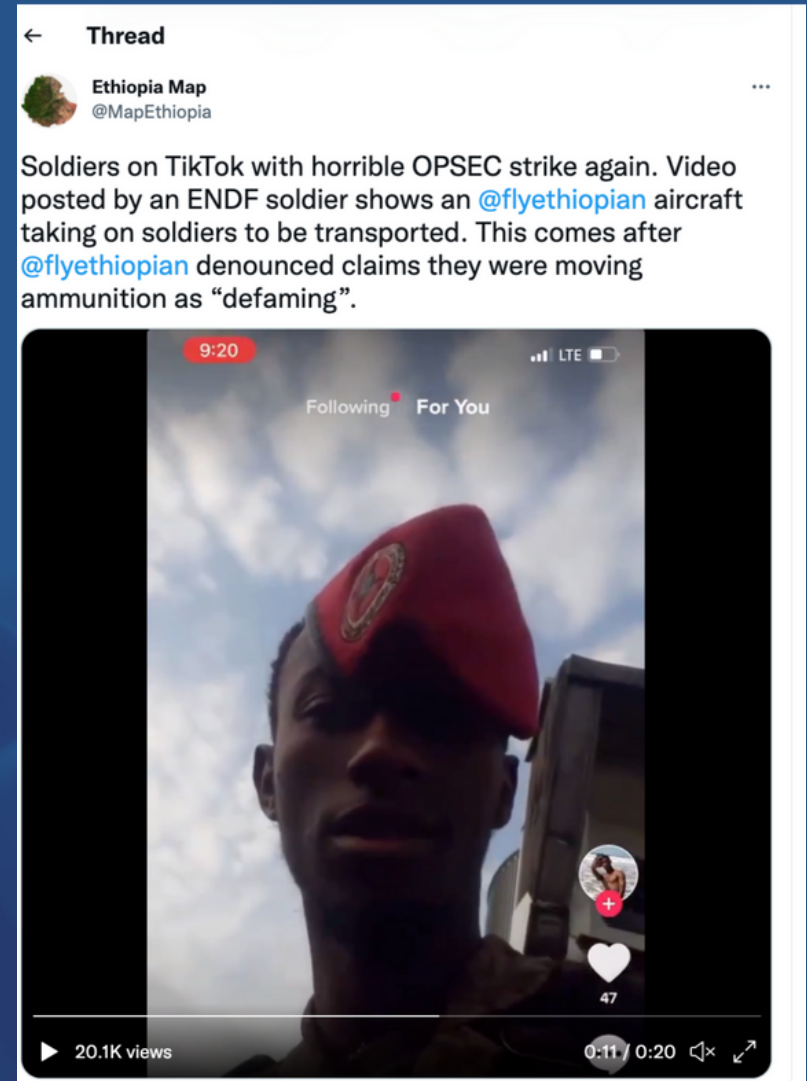 Thread
Ethiopia Map
@MapEthiopia
Soldiers on TikTok with horrible OPSEC strike again. Video
posted by an ENDF soldier shows an @flyethiopian aircraft
taking on soldiers to be transported. This comes after
@flyethiopian denounced claims they were moving
ammunition as “defaming”.
9:20
LTE
Following For You
47
20.1K views
0:11 / 0:20